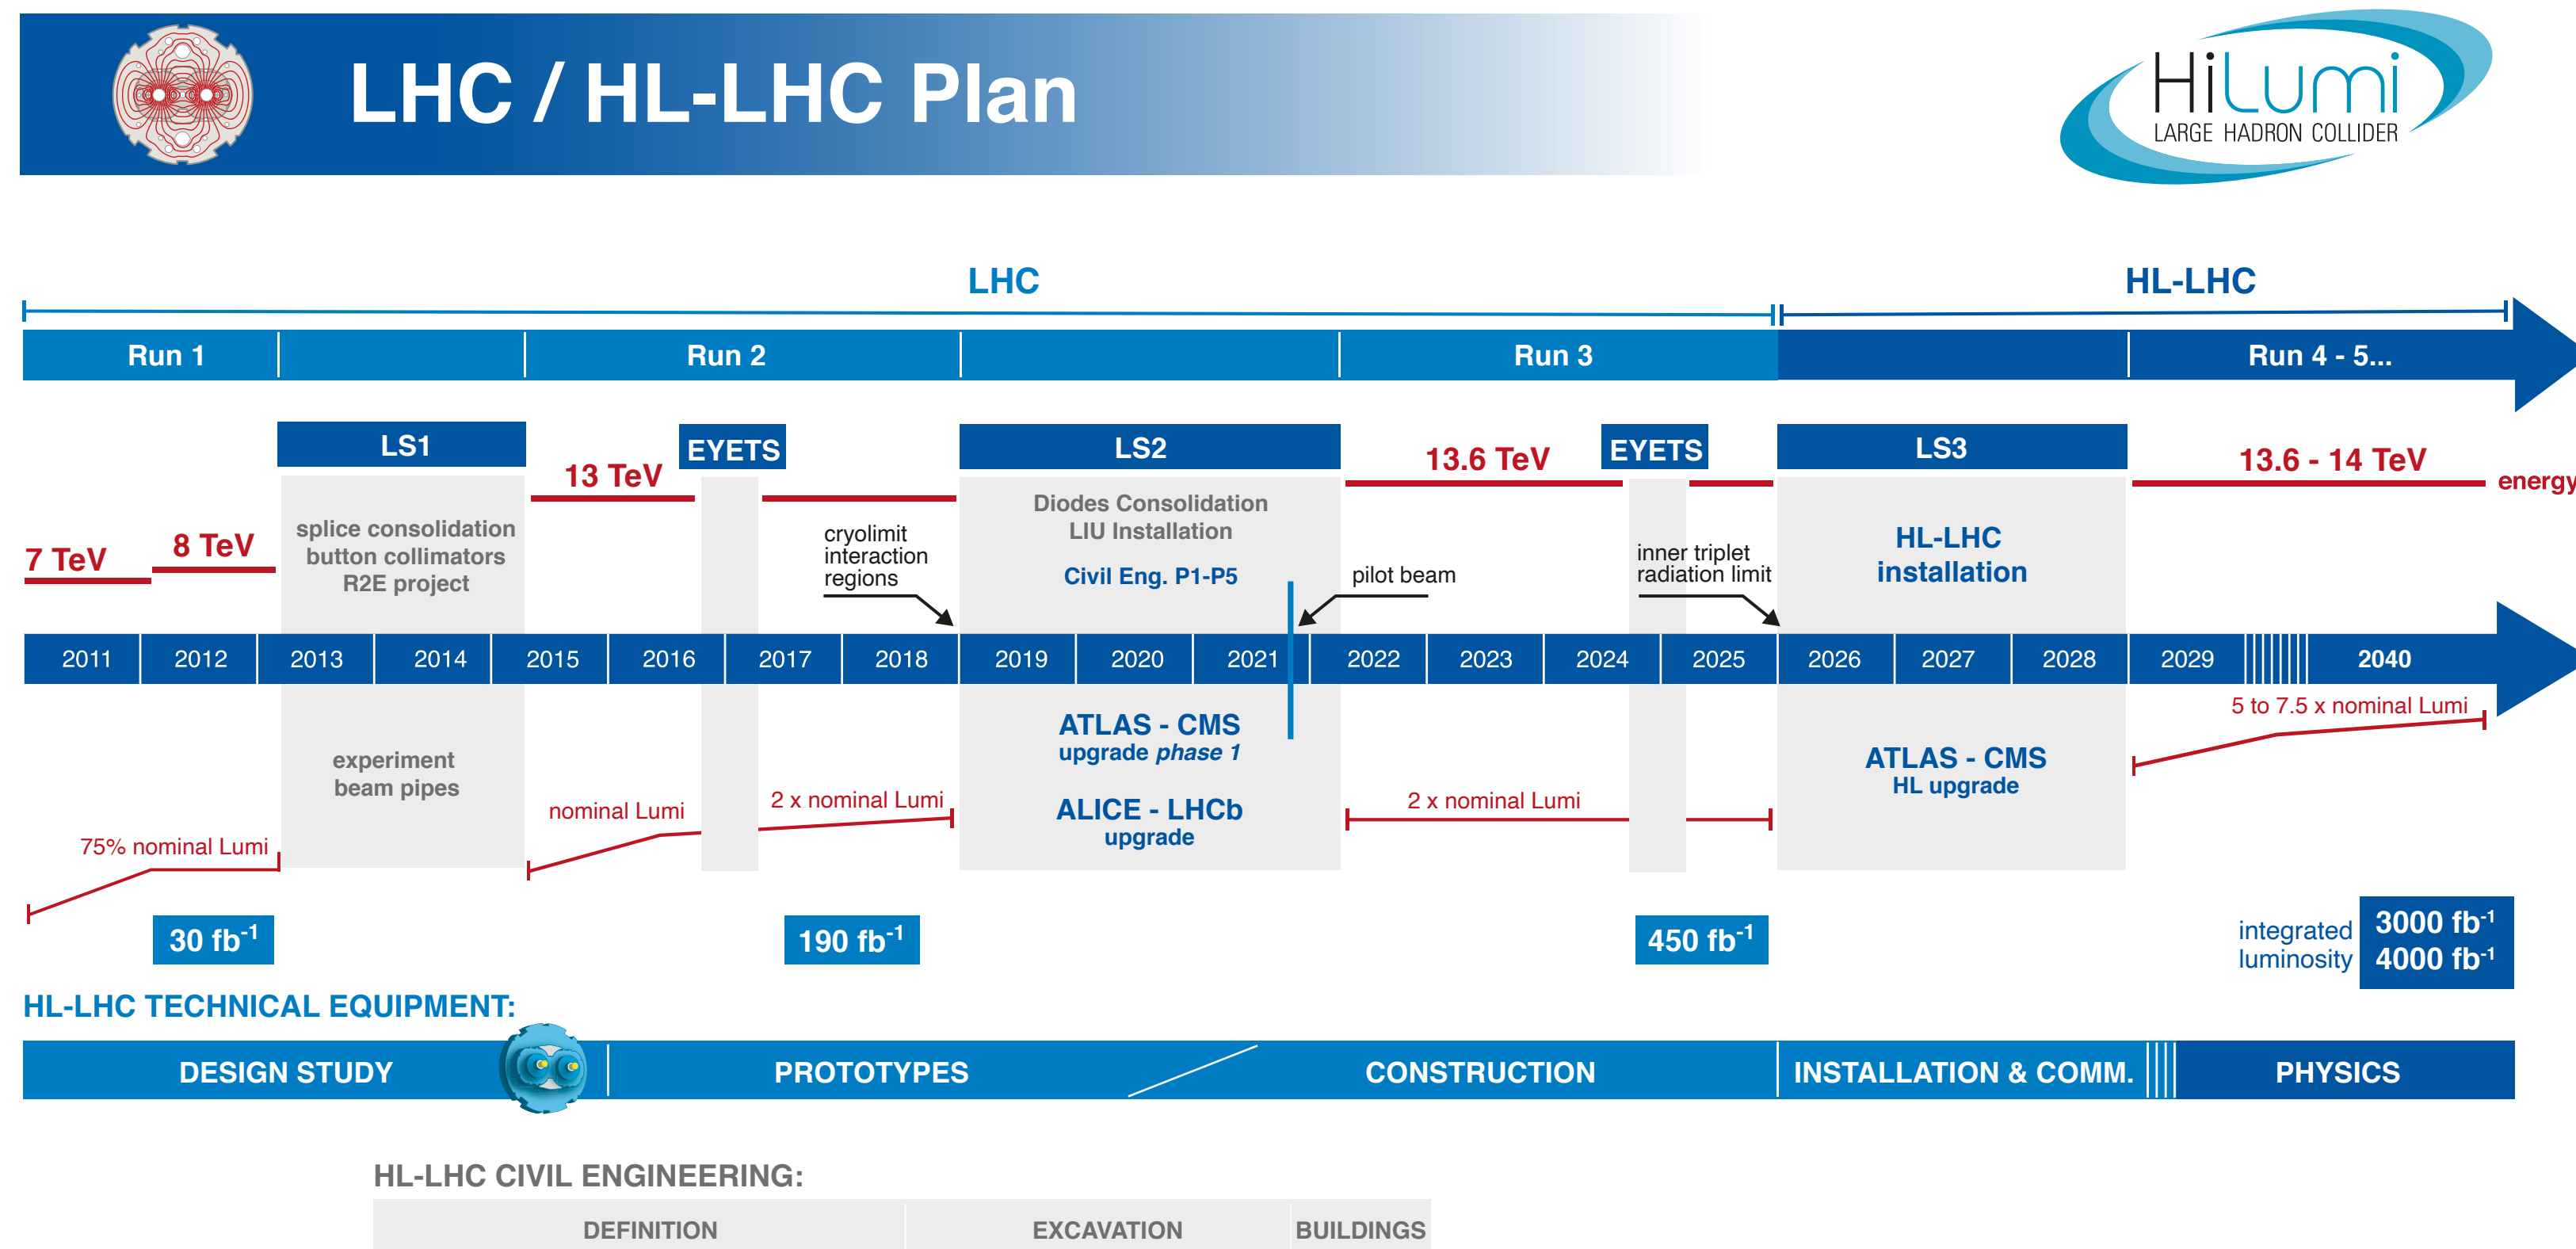 LHC / HL-LHC Plan
HiLumi
LARGE HADRON COLLIDER
LHC
HL-LHC
Run 1
Run 2
Run 3
Run 4 - 5...
LS1
EYETS
LS2
EYETS
LS3
13 TeV
13.6 TeV
13.6 - 14 TeV
energy
7 TeV
8 TeV
splice consolidation
button collimators
R2E project
cryolimit
interaction
regions
Diodes Consolidation
LIU Installation
Civil Eng. P1-P5
pilot beam
inner triplet
radiation limit
HL-LHC
installation
2011
2012
2013
2014
2015
2016
2017
2018
2019
2020
2021
2022
2023
2024
2025
2026
2027
2028
2029
2040
experiment
beam pipes
ATLAS - CMS
upgrade phase 1
ALICE - LHCb
upgrade
ATLAS - CMS
HL upgrade
5 to 7.5 x nominal Lumi
75% nominal Lumi
nominal Lumi
2 x nominal Lumi
2 x nominal Lumi
30 fb-1
190 fb-1
450 fb-1
integrated
luminosity
3000 fb-1
4000 fb-1
HL-LHC TECHNICAL EQUIPMENT:
DESIGN STUDY
PROTOTYPES
CONSTRUCTION
INSTALLATION & COMM.
PHYSICS
HL-LHC CIVIL ENGINEERING:
DEFINITION
EXCAVATION
BUILDINGS